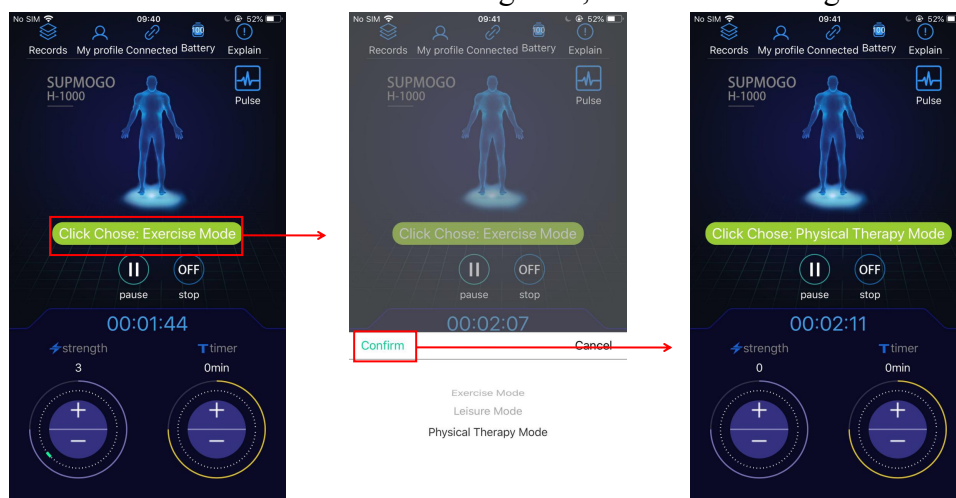 No SIM 09:40 52%
100
Records My profile Connected Battery Explain
SUPMOGO
H-1000
Pulse
Click Chose: Exercise Mode
OFF
pause stop
00:01:44
strength Ttimer
3 0min
+ +
− −
No SIM 09:41 52%
100
Records My profile Connected Battery Explain
SUPMOGO
H-1000
Pulse
Click Chose: Exercise Mode
OFF
pause stop
00:02:07
Confirm Cancel
Exercise Mode
Leisure Mode
Physical Therapy Mode
No SIM 09:41 52%
100
Records My profile Connected Battery Explain
SUPMOGO
H-1000
Pulse
Click Chose: Physical Therapy Mode
OFF
pause stop
00:02:11
strength Ttimer
0 0min
+ +
− −